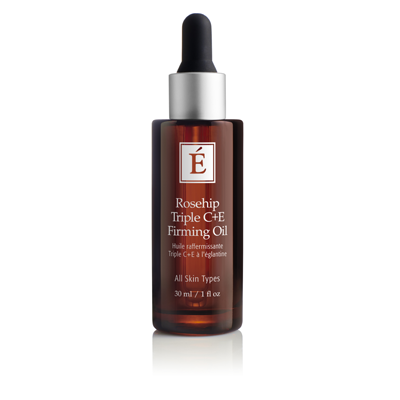 É
Rosehip
Triple C+E
Firming Oil
Huile raffermissante
Triple C+E à l'églantine
All Skin Types
30 ml / 1 fl oz